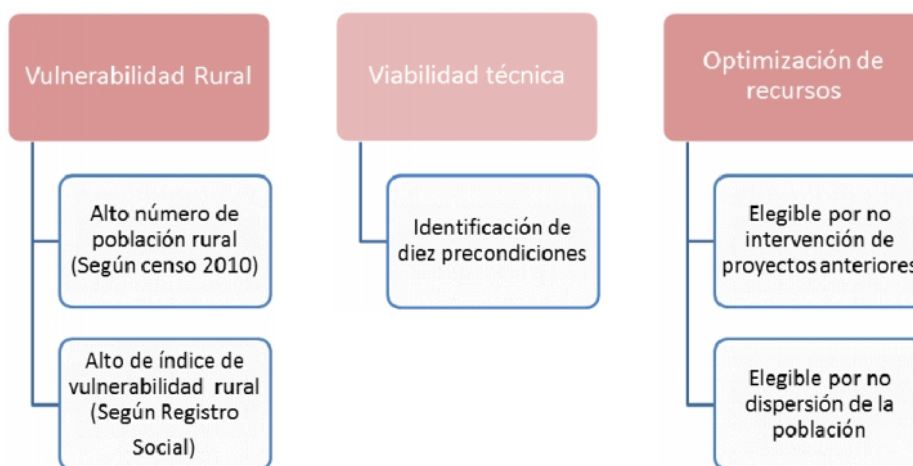 Vulnerabilidad Rural
Alto número de
población rural
(Según censo 2010)
Alto de índice de
vulnerabilidad rural
(Según Registro
Social)
Viabilidad técnica
Identificación de
diez precondiciones
Optimización de
recursos
Elegible por no
intervención de
proyectos anteriores
Elegible por no
dispersión de la
población